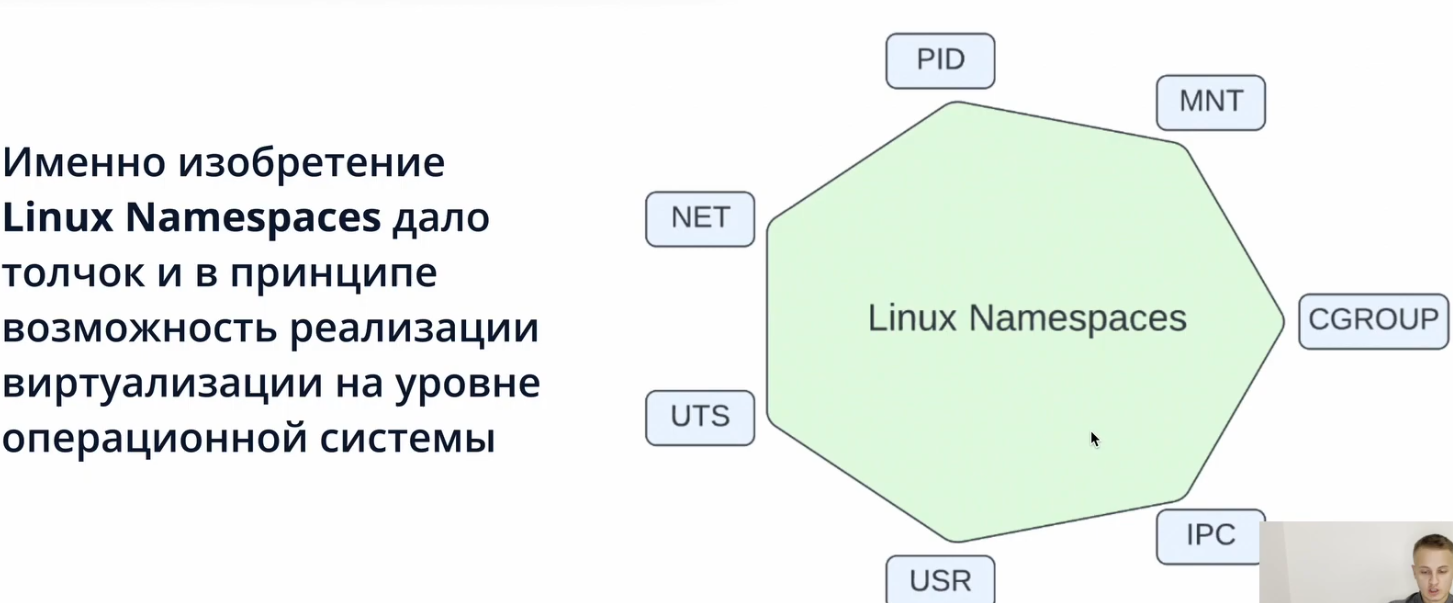 Именно изобретение
Linux Namespaces дало
толчок и в принципе
возможность реализации
виртуализации на уровне
операционной системы
PID
MNT
NET
Linux Namespaces
CGROUP
UTS
IPC
USR